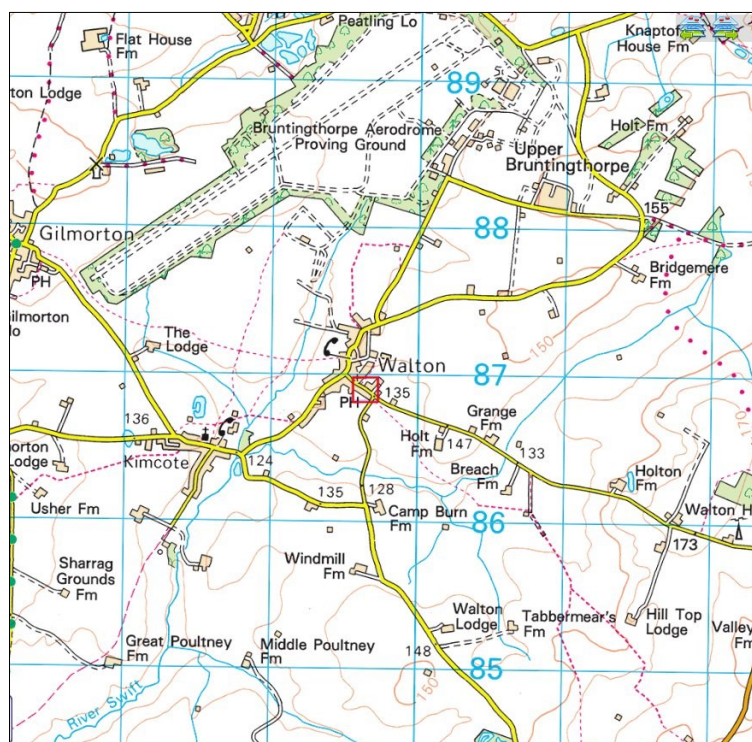 Peatling Lo
Flat House
Fm
Knapto
House Fm
ton Lodge
89
Bruntingthorpe Aerodrome
Proving Ground
Upper
Bruntingthorpe
Holt Fm
155
Gilmorton
88
PH
Bridgemere
Fm
ilmorton
lo
The
Lodge
150
Walton
87
PH
135
136
Grange
Fm
Holt
Fm
147
133
Kimcote
orton
Lodge
124
Breach
Fm
Holton
Fm
135
128
Usher Fm
Camp Burn
Fm
86
Walton H
173
Sharrag
Grounds
Fm
Windmill
Fm
Walton
Lodge
Tabbermear's
Fm
Hill Top
Lodge
Valley
Fm
Great Poultney
Fm
Middle Poultney
Fm
148
85
150
River Swift